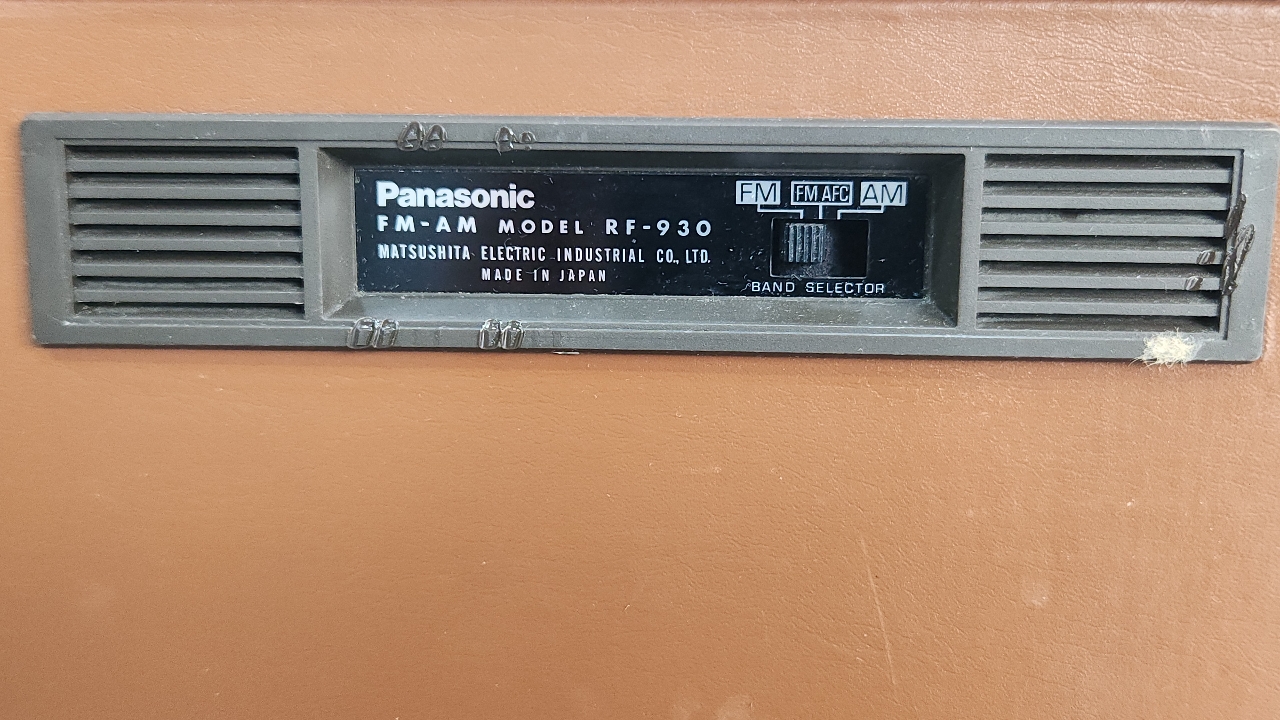 Panasonic
FM-AM MODEL RF-930
MATSUSHITA ELECTRIC INDUSTRIAL CO., LTD.
MADE IN JAPAN
FM FM AFC AM
BAND SELECTOR